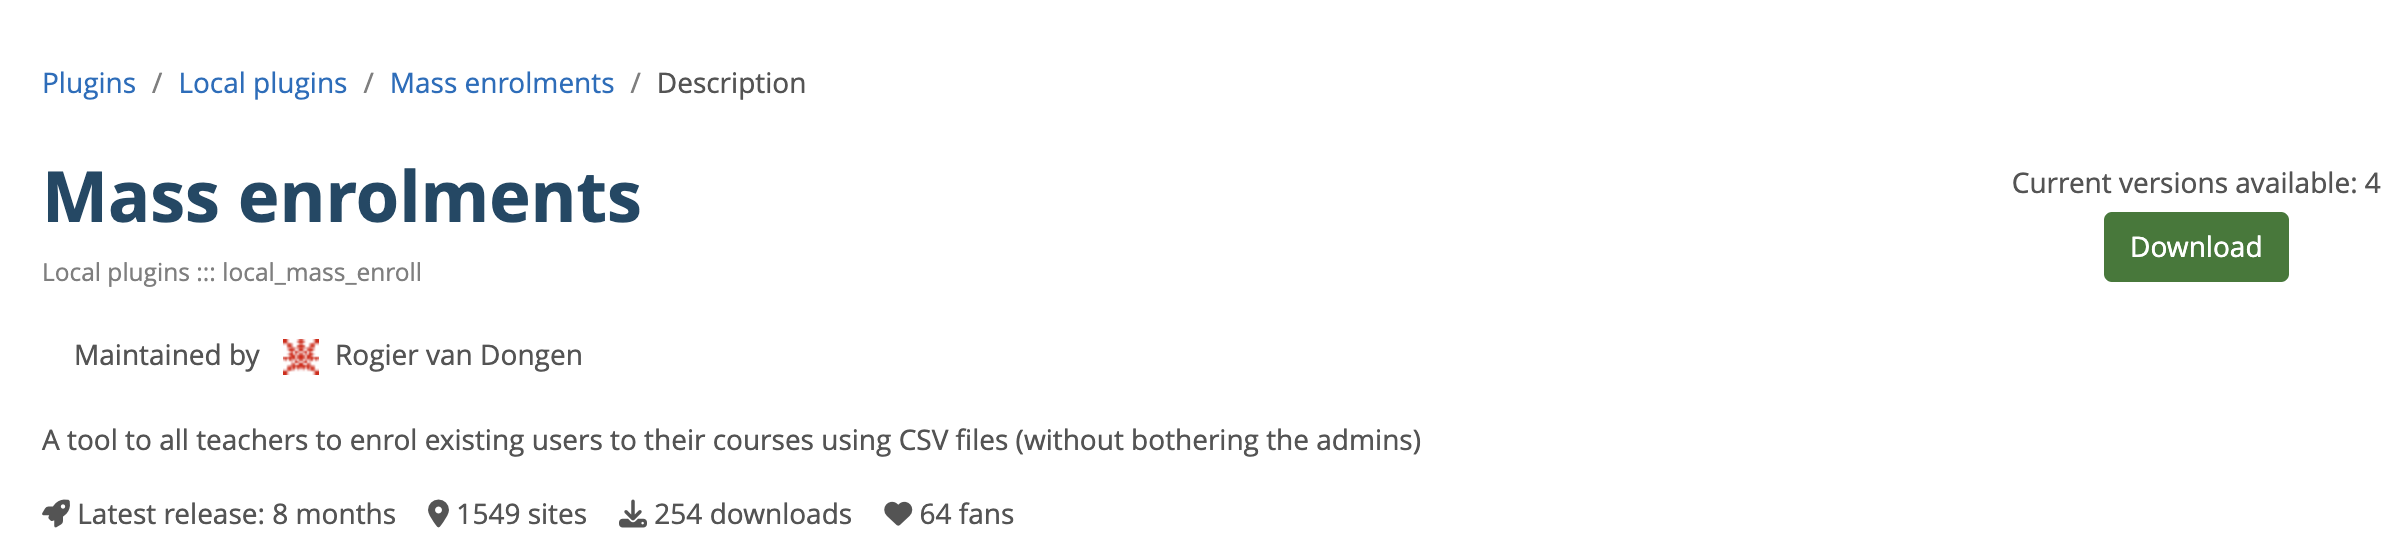 Plugins / Local plugins / Mass enrolments / Description
Mass enrolments
Current versions available: 4
Download
Local plugins ::: local_mass_enroll
Maintained by Rogier van Dongen
A tool to all teachers to enrol existing users to their courses using CSV files (without bothering the admins)
Latest release: 8 months 1549 sites 254 downloads 64 fans